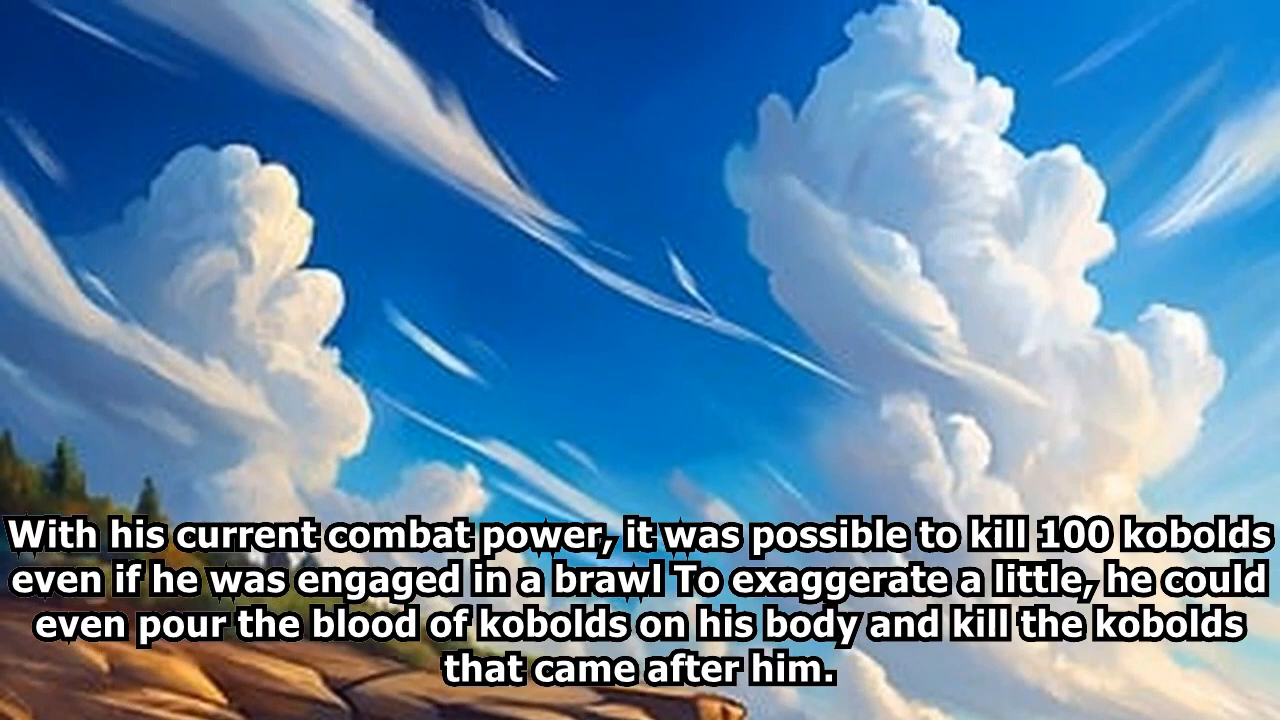 With his current combat power, it was possible to kill 100 kobolds
even if he was engaged in a brawl To exaggerate a little, he could
even pour the blood of kobolds on his body and kill the kobolds
that came after him.